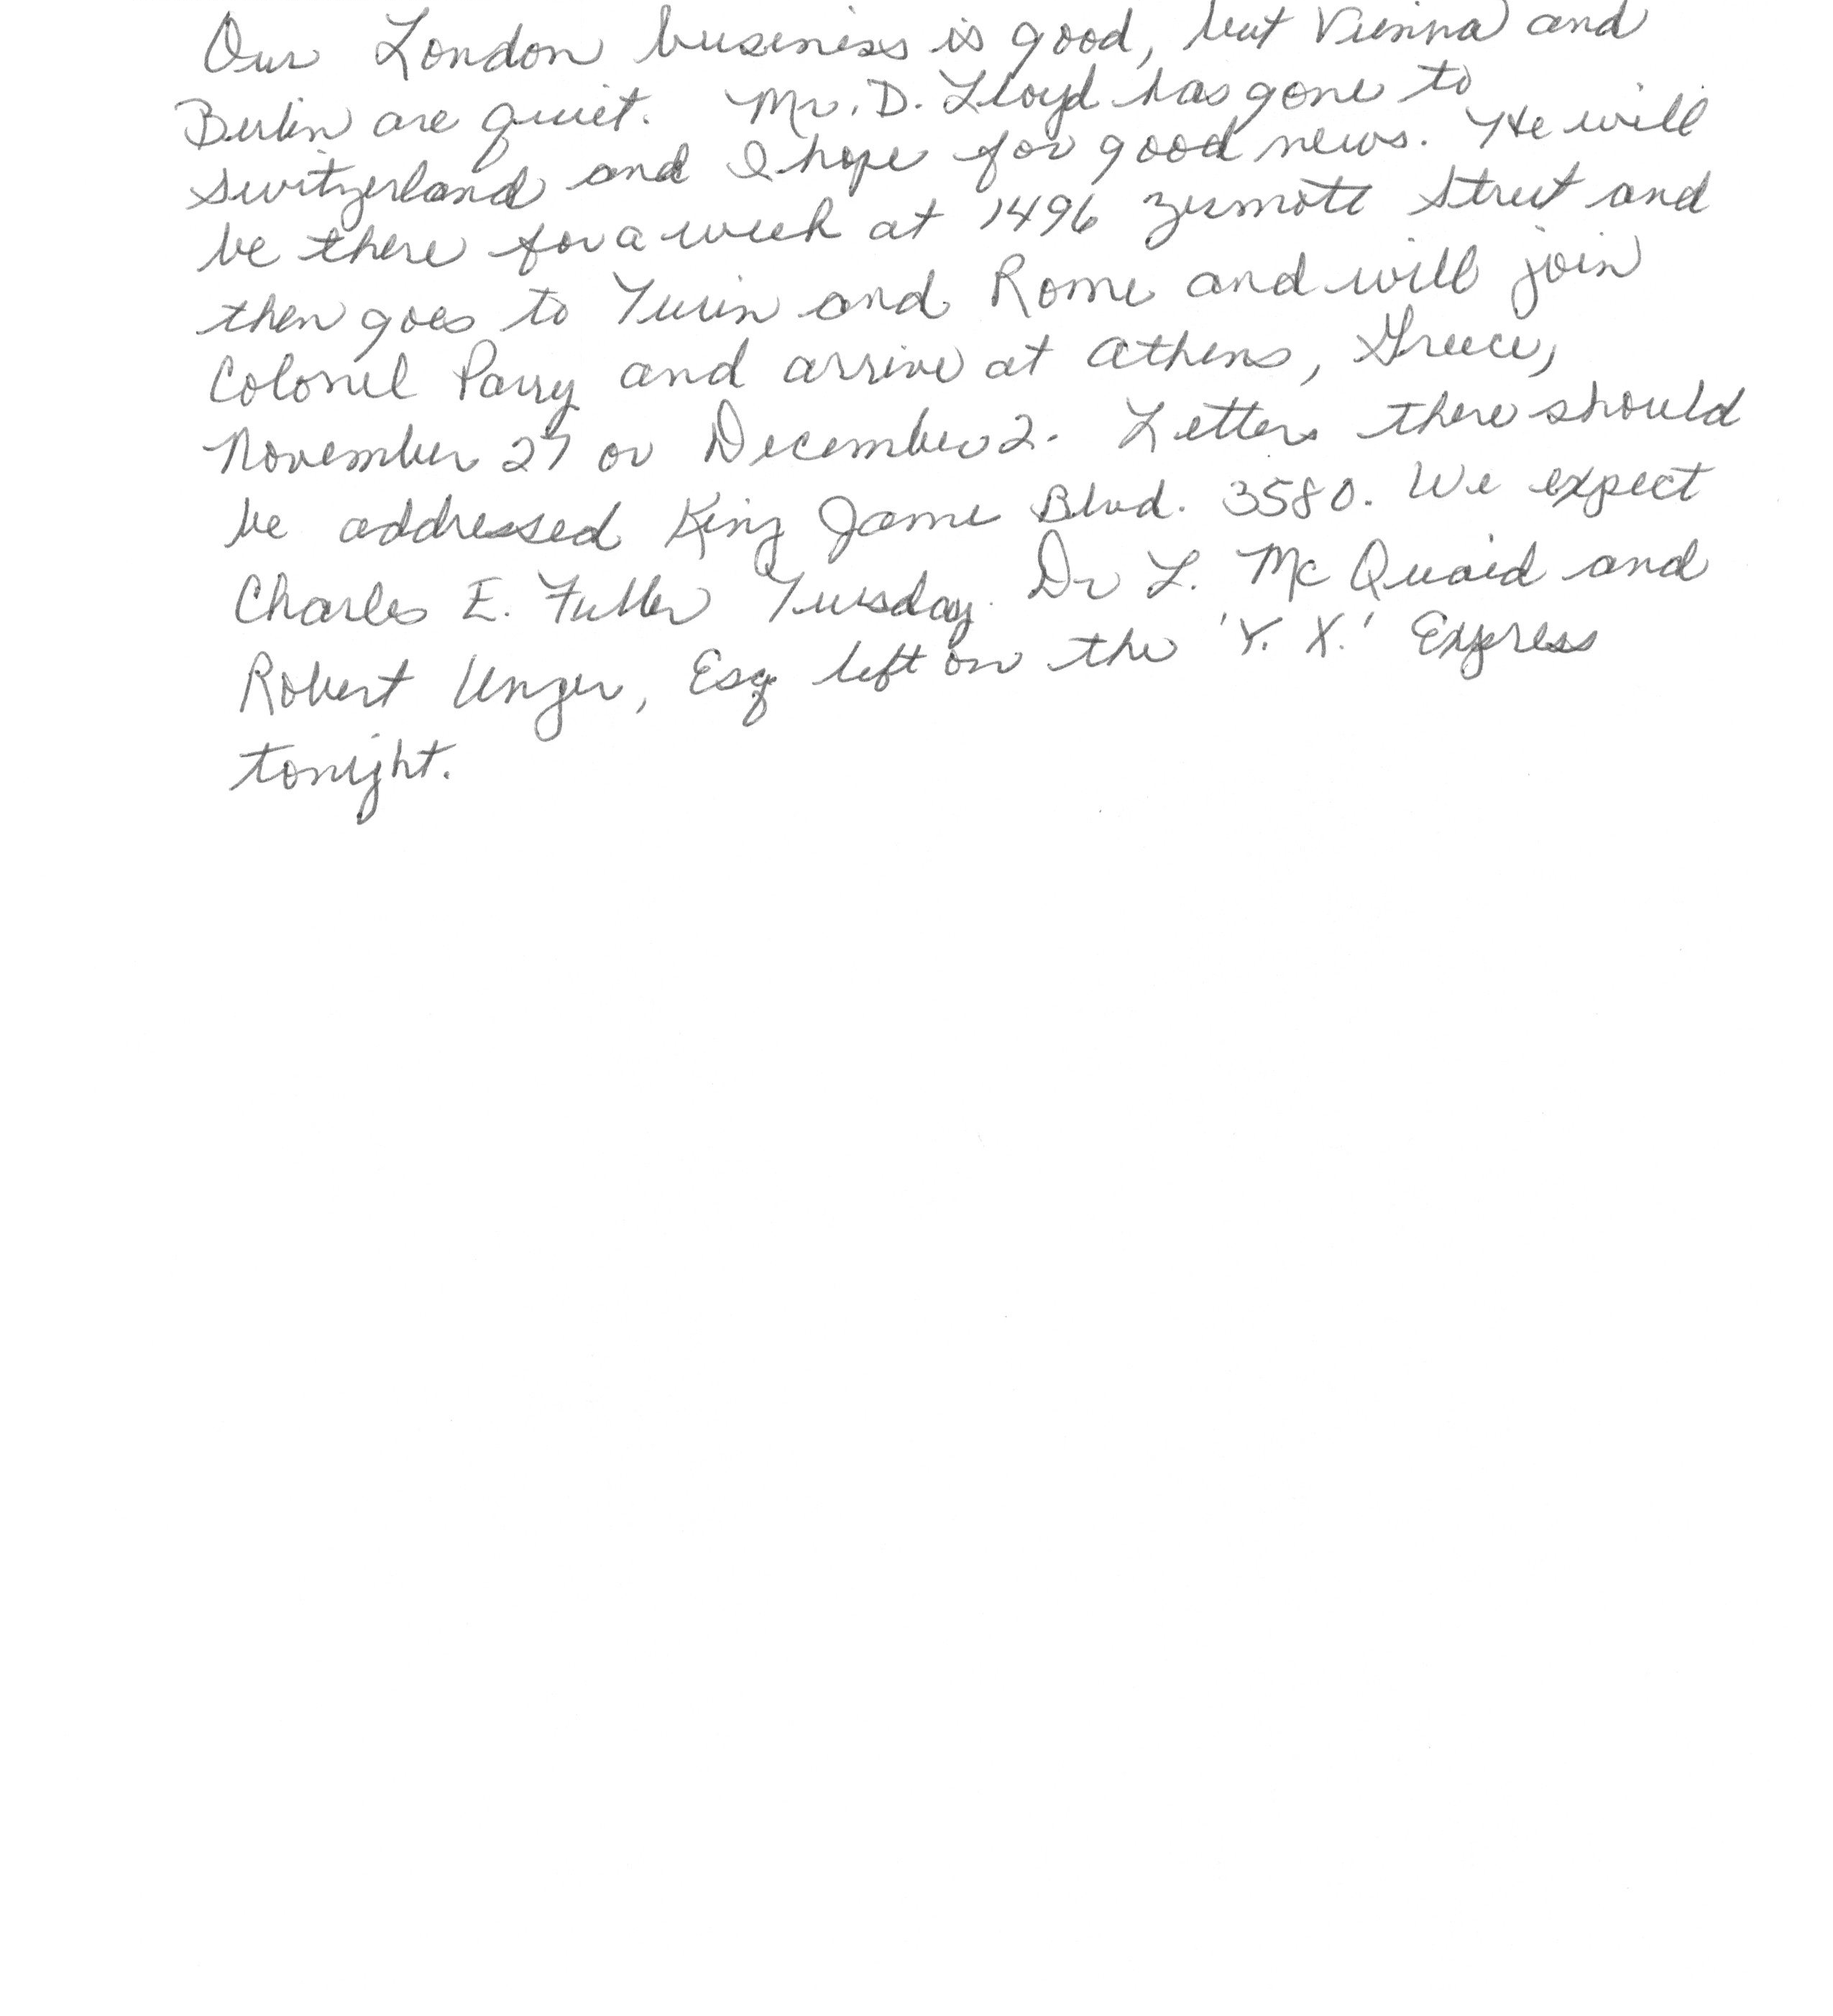 Our London business is good, but Vienna and
Berlin are quiet. Mr. D. Lloyd has gone to
Switzerland and I hope for good news. He will
be there for a week at 1496 Zermott Street and
then goes to Turin and Rome and will join
Colonel Parry and arrive at Athens, Greece,
November 27 or December 2. Letters there should
be addressed King James Blvd. 3580. We expect
Charles E. Fuller Tuesday. Dr L. McQuaid and
Robert Unger, Esq left on the 'Y. X.' Express
tonight.